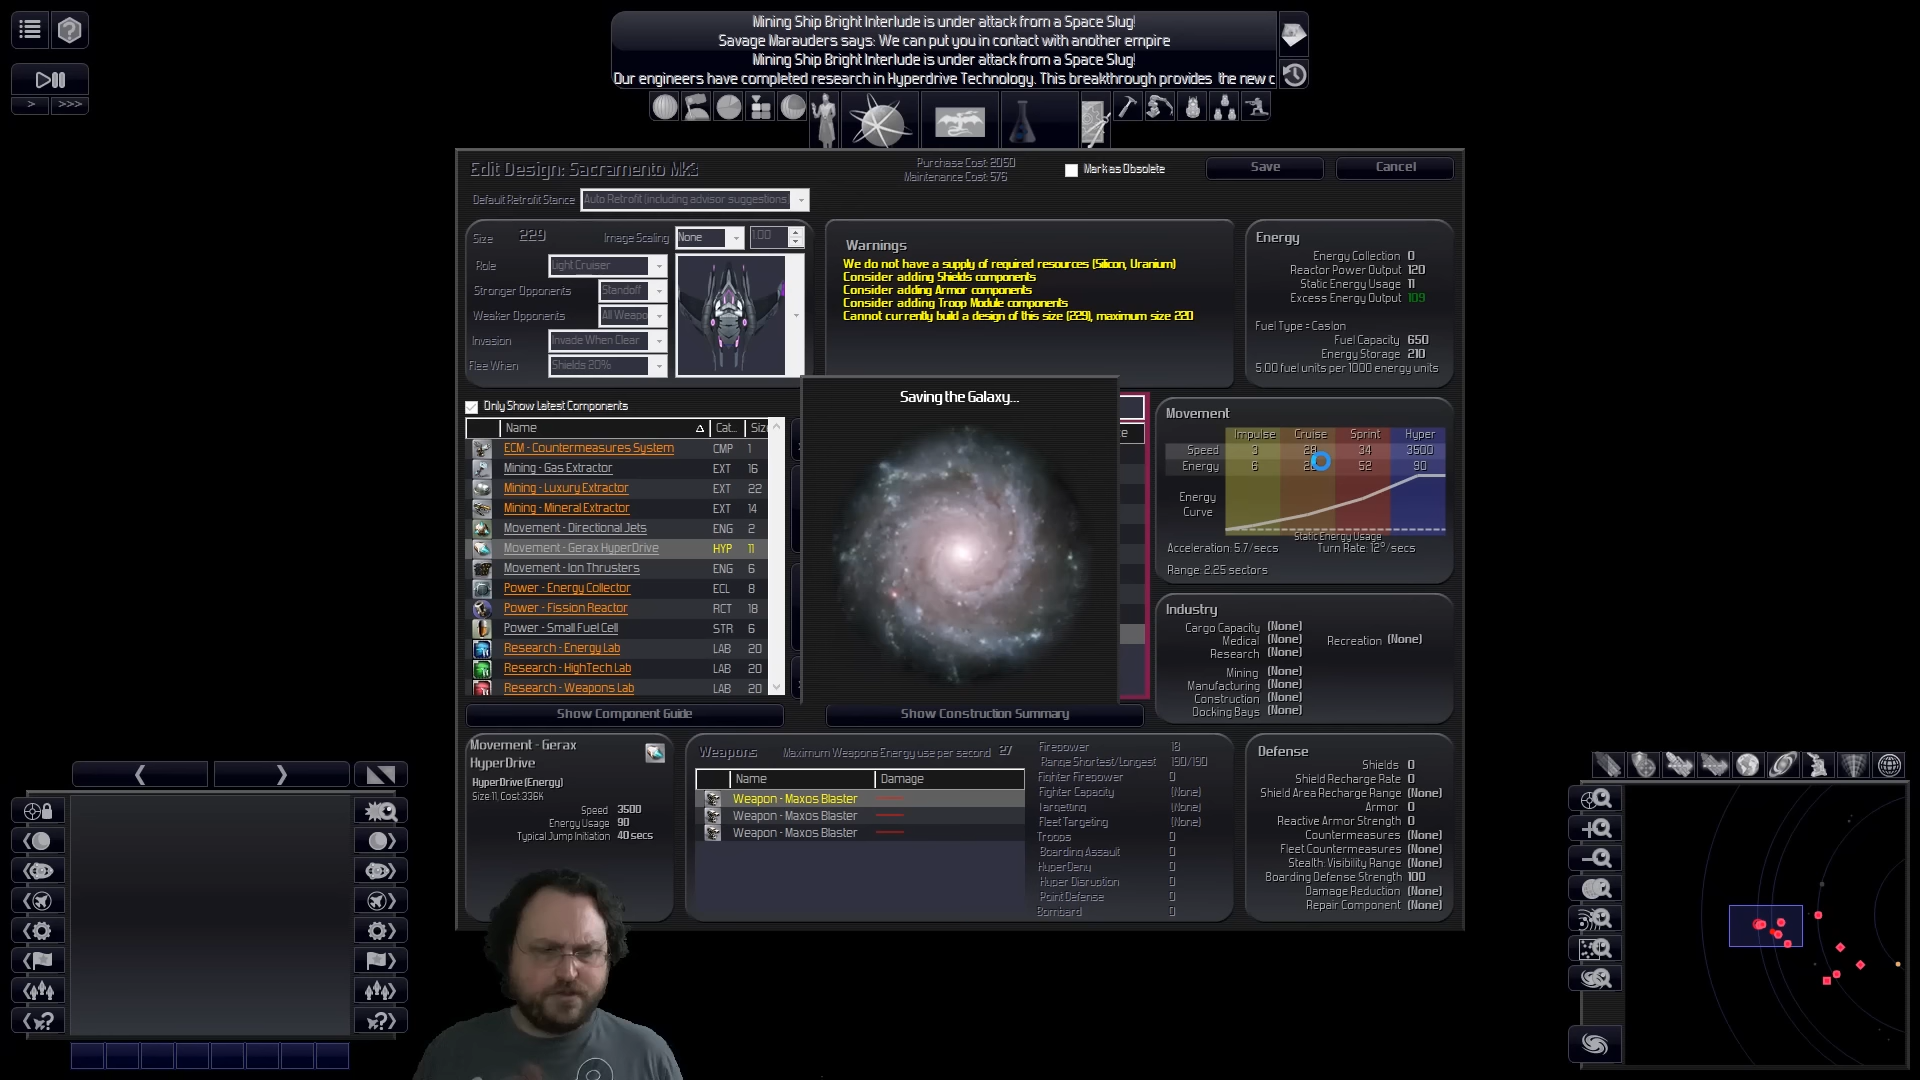 Mining Ship Bright Interlude is under attack from a Space Slug!
Savage Marauders says: We can put you in contact with another empire
Mining Ship Bright Interlude is under attack from a Space Slug!
Our engineers have completed research in Hyperdrive Technology. This breakthrough provides the new c
Edit Design: Sacramento Mk3
Purchase Cost 2050
Maintenance Cost 576
Mark as Obsolete
Save
Cancel
Default Retrofit Stance
Auto Retrofit (including advisor suggestions
Size 229
Image Scaling None 1.00
Role Light Cruiser
Stronger Opponents Standoff
Weaker Opponents All Weapo
Invasion Invade When Clear
Flee When Shields 20%
Warnings
We do not have a supply of required resources (Silicon, Uranium)
Consider adding Shields components
Consider adding Armor components
Consider adding Troop Module components
Cannot currently build a design of this size (229), maximum size 220
Energy
Energy Collection 0
Reactor Power Output 120
Static Energy Usage 11
Excess Energy Output 109
Fuel Type = Caslon
Fuel Capacity 650
Energy Storage 210
5.00 fuel units per 1000 energy units
Only Show Latest Components
Name Cat... Siz
ECM - Countermeasures System CMP 1
Mining - Gas Extractor EXT 16
Mining - Luxury Extractor EXT 22
Mining - Mineral Extractor EXT 14
Movement - Directional Jets ENG 2
Movement - Gerax HyperDrive HYP 11
Movement - Ion Thrusters ENG 6
Power - Energy Collector ECL 8
Power - Fission Reactor RCT 18
Power - Small Fuel Cell STR 6
Research - Energy Lab LAB 20
Research - HighTech Lab LAB 20
Research - Weapons Lab LAB 20
Show Component Guide
Saving the Galaxy...
Show Construction Summary
Movement
Impulse Cruise Sprint Hyper
Speed 3 28 34 3500
Energy 6 52 90
Energy
Curve
Static Energy Usage
Acceleration: 5.7/secs Turn Rate: 12°/secs
Range: 2.25 sectors
Industry
Cargo Capacity (None)
Medical (None)
Research (None)
Recreation (None)
Mining (None)
Manufacturing (None)
Construction (None)
Docking Bays (None)
Movement - Gerax
HyperDrive
HyperDrive (Energy)
Size 11, Cost 336K
Speed 3500
Energy Usage 90
Typical Jump Initiation 40 secs
Weapons Maximum Weapons Energy use per second 27
Name Damage
Weapon - Maxos Blaster
Weapon - Maxos Blaster
Weapon - Maxos Blaster
Firepower 18
Range Shortest/Longest 190/190
Fighter Firepower 0
Fighter Capacity (None)
Targetting (None)
Fleet Targeting (None)
Troops 0
Boarding Assault 0
HyperDeny 0
Hyper Disruption 0
Point Defense 0
Bombard 0
Defense
Shields 0
Shield Recharge Rate 0
Shield Area Recharge Range (None)
Armor 0
Reactive Armor Strength 0
Countermeasures (None)
Fleet Countermeasures (None)
Stealth: Visibility Range (None)
Boarding Defense Strength 100
Damage Reduction (None)
Repair Component (None)